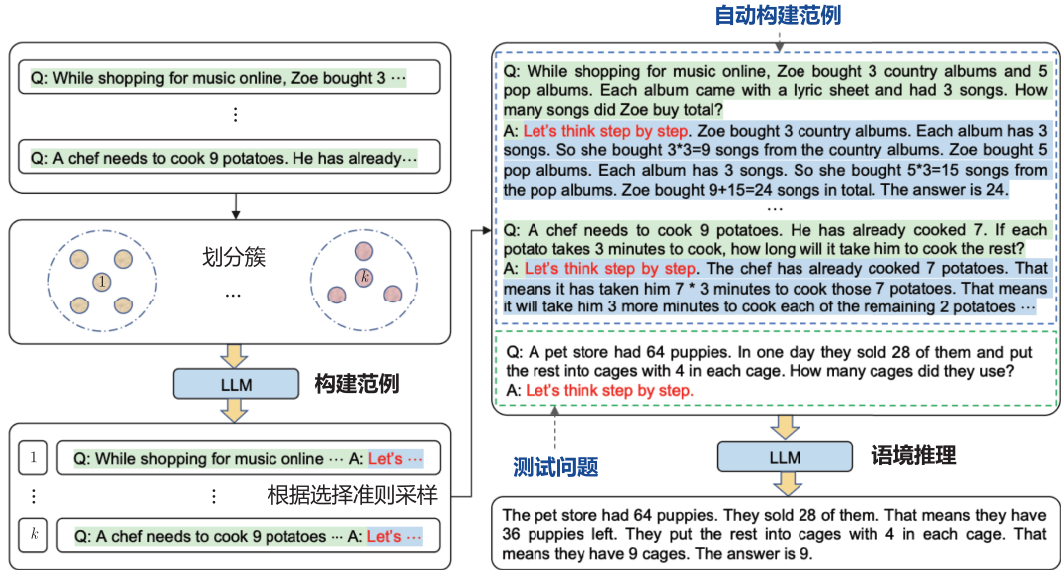 Q: While shopping for music online, Zoe bought 3 ⋯
⋮
Q: A chef needs to cook 9 potatoes. He has already⋯
划分簇
1
...
k
LLM
构建范例
1
Q: While shopping for music online ⋯ A: Let's ⋯
⋮
⋮
根据选择准则采样
k
Q: A chef needs to cook 9 potatoes ⋯ A: Let's ⋯
自动构建范例
Q: While shopping for music online, Zoe bought 3 country albums and 5
pop albums. Each album came with a lyric sheet and had 3 songs. How
many songs did Zoe buy total?
A: Let's think step by step. Zoe bought 3 country albums. Each album has 3
songs. So she bought 3*3=9 songs from the country albums. Zoe bought 5
pop albums. Each album has 3 songs. So she bought 5*3=15 songs from
the pop albums. Zoe bought 9+15=24 songs in total. The answer is 24.
⋯
Q: A chef needs to cook 9 potatoes. He has already cooked 7. If each
potato takes 3 minutes to cook, how long will it take him to cook the rest?
A: Let's think step by step. The chef has already cooked 7 potatoes. That
means it has taken him 7 * 3 minutes to cook those 7 potatoes. That means
it will take him 3 more minutes to cook each of the remaining 2 potatoes ⋯
Q: A pet store had 64 puppies. In one day they sold 28 of them and put
the rest into cages with 4 in each cage. How many cages did they use?
A: Let's think step by step.
测试问题
LLM
语境推理
The pet store had 64 puppies. They sold 28 of them. That means they have
36 puppies left. They put the rest into cages with 4 in each cage. That
means they have 9 cages. The answer is 9.